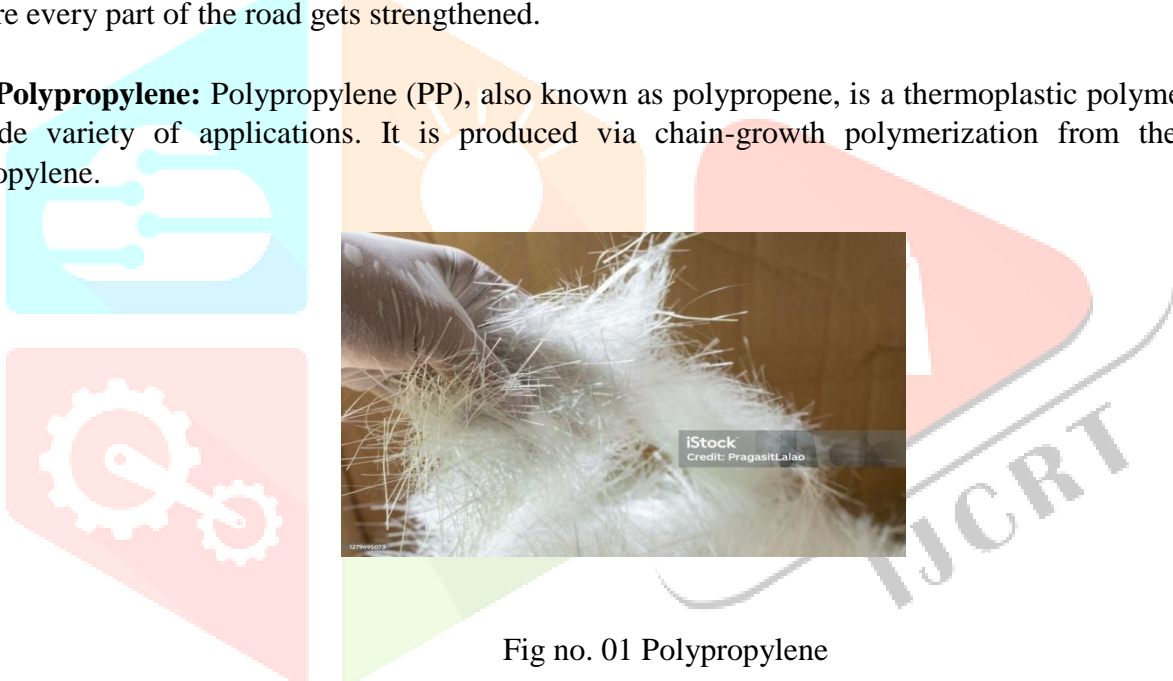 re every part of the road gets strengthened.
Polypropylene: Polypropylene (PP), also known as polypropene, is a thermoplastic polyme
de variety of applications. It is produced via chain-growth polymerization from the
opylene.
iStock
Credit: PragasitLalao
1279495073
IJCRT
Fig no. 01 Polypropylene